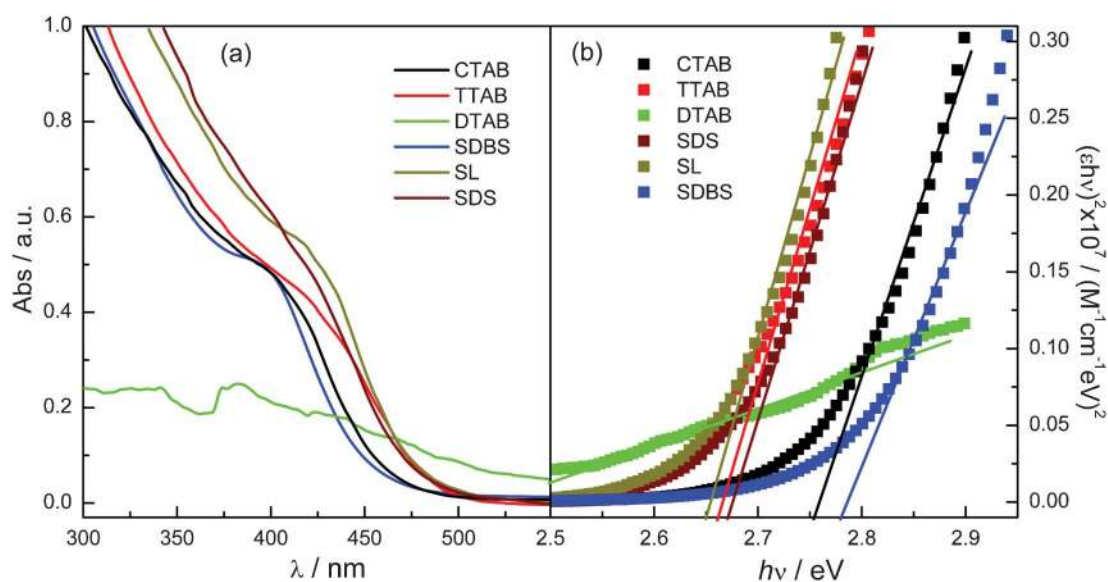 (a)
CTAB
TTAB
DTAB
SDBS
SL
SDS
Abs / a.u.
1.0
0.8
0.6
0.4
0.2
0.0
300 350 400 450 500
λ / nm
(b)
CTAB
TTAB
DTAB
SDS
SL
SDBS
2.5 2.6 2.7 2.8 2.9
hν / eV
0.30
0.25
0.20
0.15
0.10
0.05
0.00
(εhν)²x10⁷ / (M⁻¹cm⁻¹eV)²